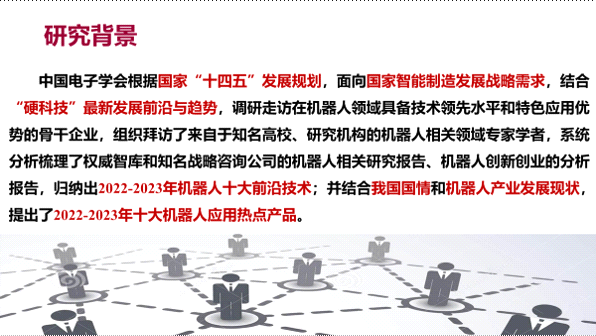 研究背景
中国电子学会根据国家“十四五”发展规划，面向国家智能制造发展战略需求，结合
“硬科技”最新发展前沿与趋势，调研走访在机器人领域具备技术领先水平和特色应用优
势的骨干企业，组织拜访了来自于知名高校、研究机构的机器人相关领域专家学者，系统
分析梳理了权威智库和知名战略咨询公司的机器人相关研究报告、机器人创新创业的分析
报告，归纳出2022-2023年机器人十大前沿技术；并结合我国国情和机器人产业发展现状，
提出了2022-2023年十大机器人应用热点产品。